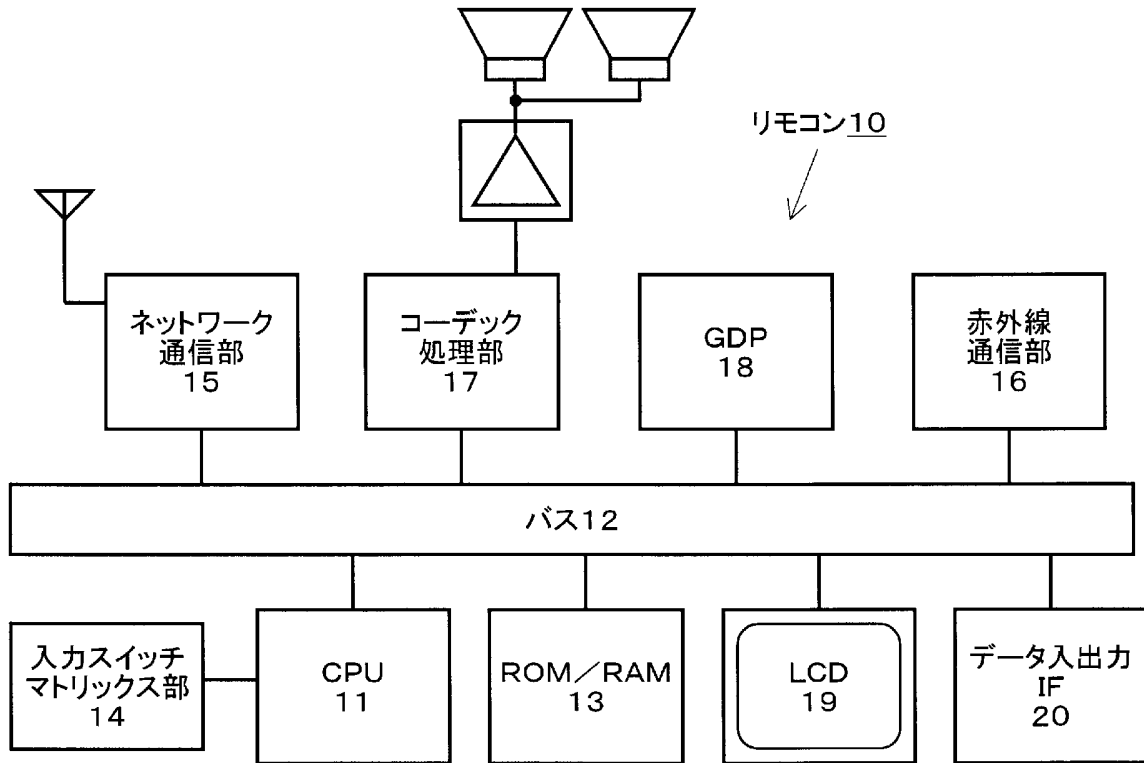 リモコン10
ネットワーク
通信部
15
コーデック
処理部
17
GDP
18
赤外線
通信部
16
バス12
入力スイッチ
マトリックス部
14
CPU
11
ROM/RAM
13
LCD
19
データ入出力
IF
20